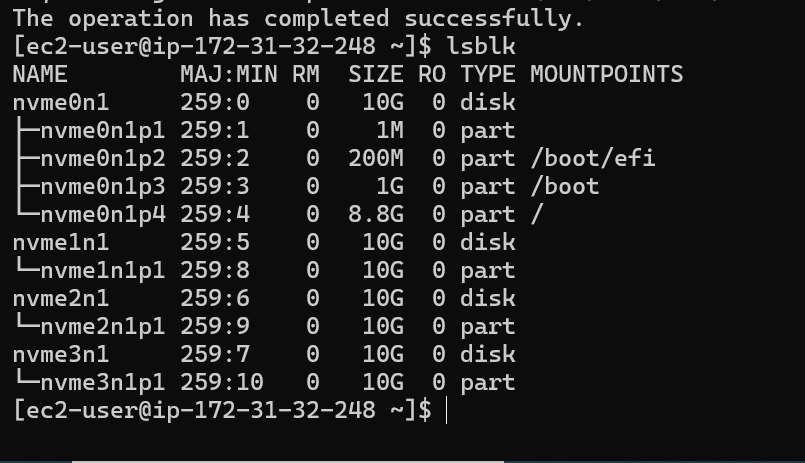 The operation has completed successfully.
[ec2-user@ip-172-31-32-248 ~]$ lsblk
NAME        MAJ:MIN RM  SIZE RO TYPE MOUNTPOINTS
nvme0n1     259:0    0   10G  0 disk
├─nvme0n1p1 259:1    0    1M  0 part
├─nvme0n1p2 259:2    0  200M  0 part /boot/efi
├─nvme0n1p3 259:3    0    1G  0 part /boot
└─nvme0n1p4 259:4    0  8.8G  0 part /
nvme1n1     259:5    0   10G  0 disk
└─nvme1n1p1 259:8    0   10G  0 part
nvme2n1     259:6    0   10G  0 disk
└─nvme2n1p1 259:9    0   10G  0 part
nvme3n1     259:7    0   10G  0 disk
└─nvme3n1p1 259:10   0   10G  0 part
[ec2-user@ip-172-31-32-248 ~]$